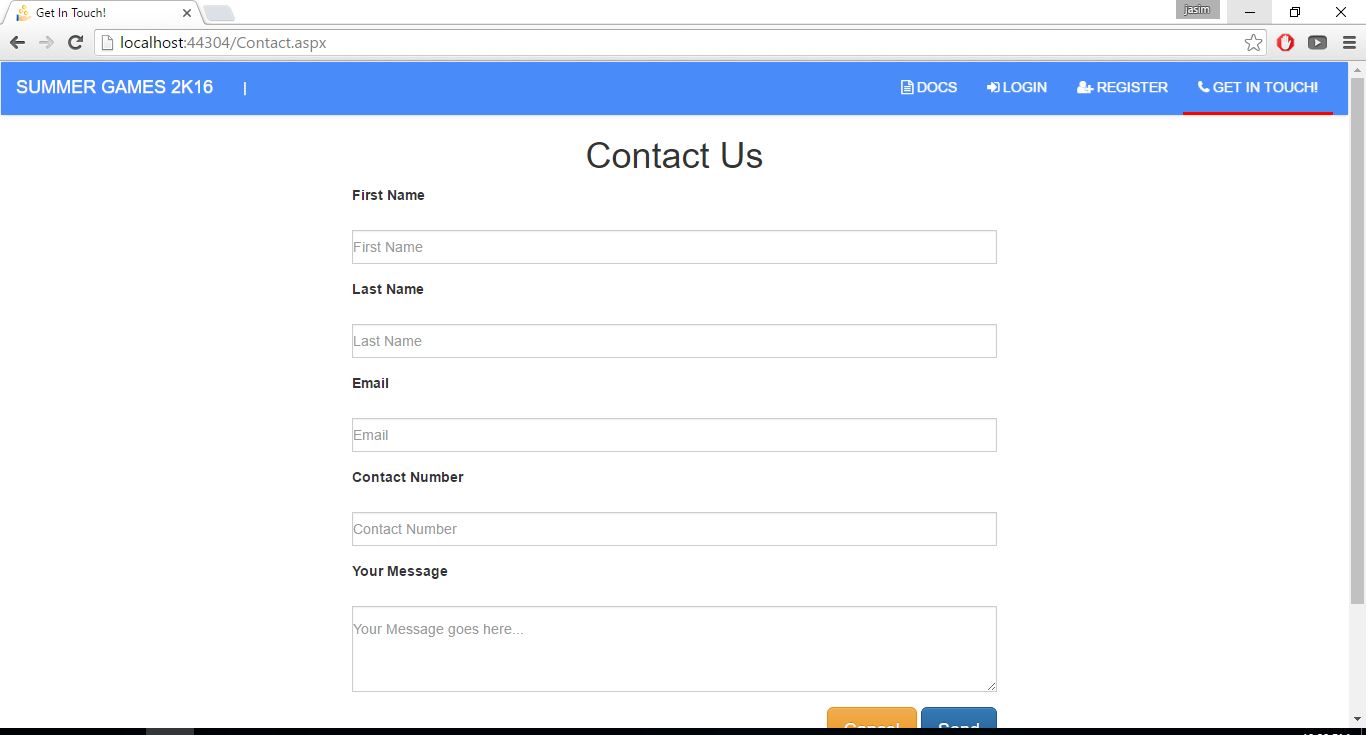 Get In Touch!
jasim
localhost:44304/Contact.aspx
SUMMER GAMES 2K16 | DOCS LOGIN REGISTER GET IN TOUCH!
Contact Us
First Name
First Name
Last Name
Last Name
Email
Email
Contact Number
Contact Number
Your Message
Your Message goes here...
Cancel Send